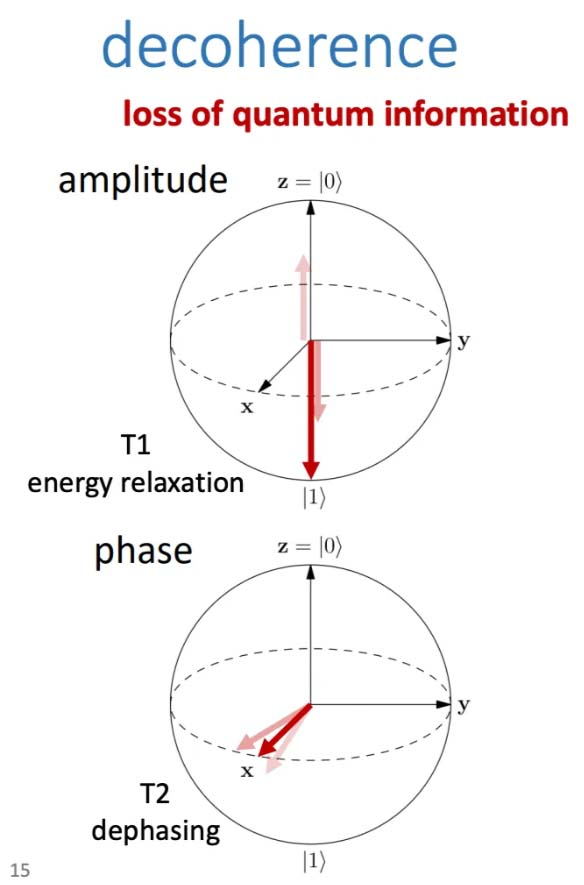 decoherence
loss of quantum information
amplitude
z = |0⟩
y
x
T1
energy relaxation
|1⟩
phase
z = |0⟩
y
x
T2
dephasing
|1⟩
15